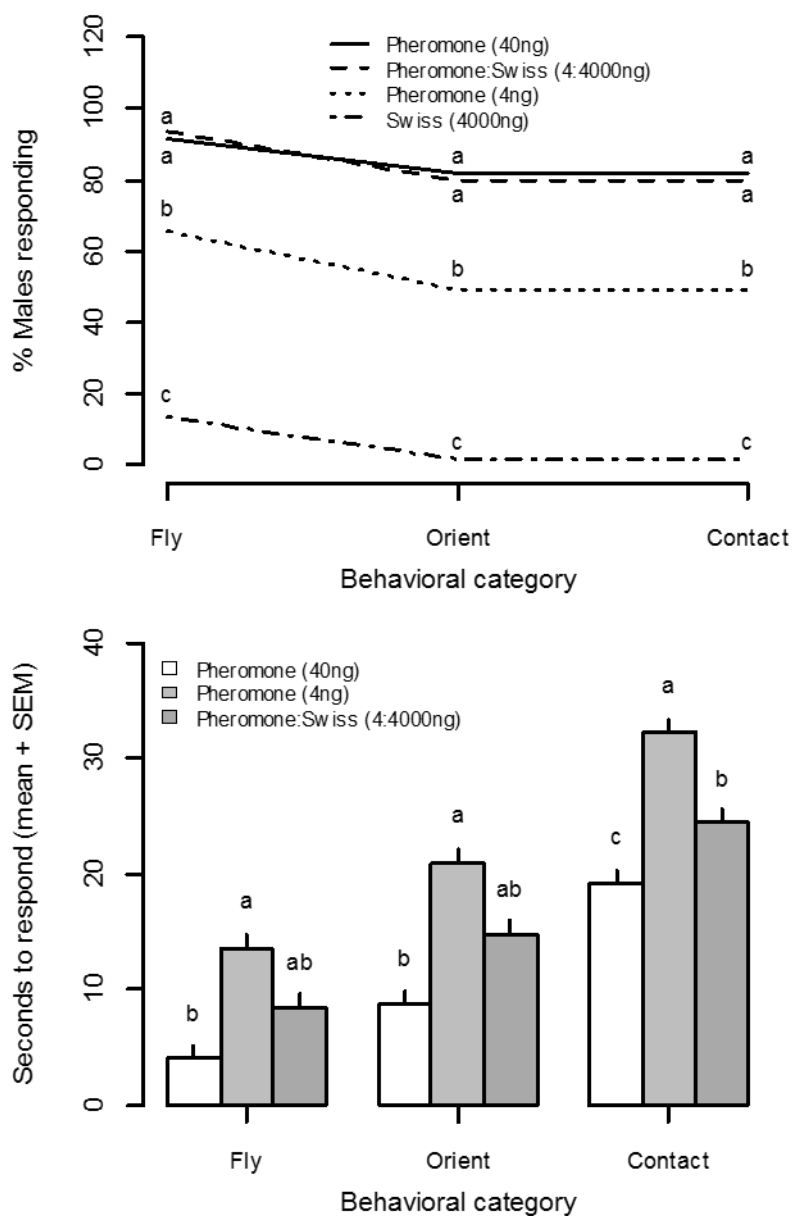 120
100
80
60
40
20
0
% Males responding
Pheromone (40ng)
Pheromone:Swiss (4:4000ng)
Pheromone (4ng)
Swiss (4000ng)
a a a
a a a
b b b
c c c
Fly Orient Contact
Behavioral category
40
30
20
10
0
Seconds to respond (mean + SEM)
Pheromone (40ng)
Pheromone (4ng)
Pheromone:Swiss (4:4000ng)
b a ab
b a ab
c a b
Fly Orient Contact
Behavioral category